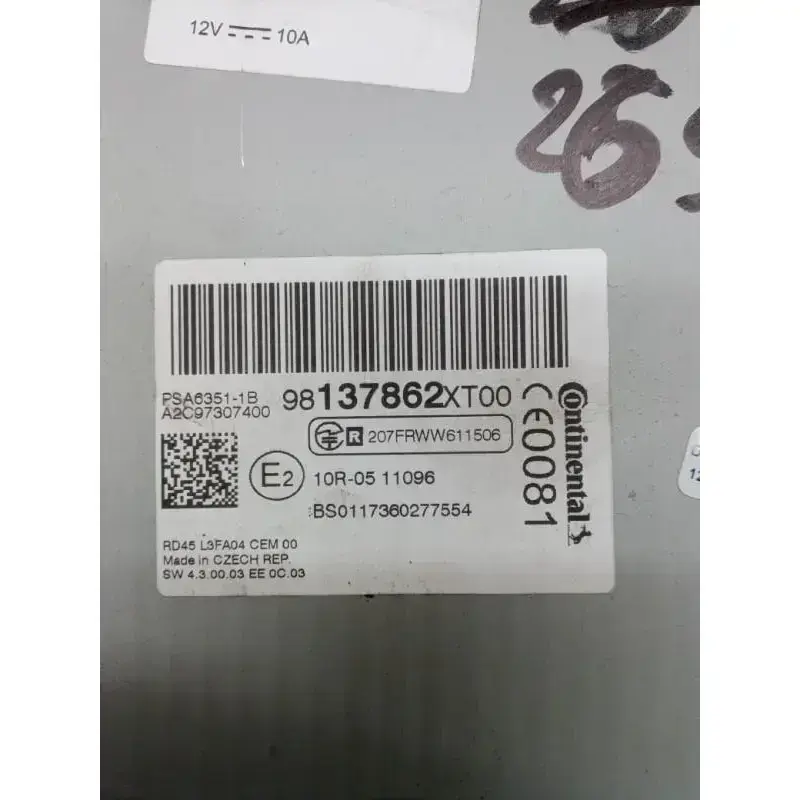 12V 10A
265
PSA6351-1B
A2C97307400
98137862XT00
R 207FRWW611506
E2
10R-05 11096
BS0117360277554
CE0081
Continental
RD45 L3FA04 CEM 00
Made in CZECH REP.
SW 4.3.00.03 EE 0C.03